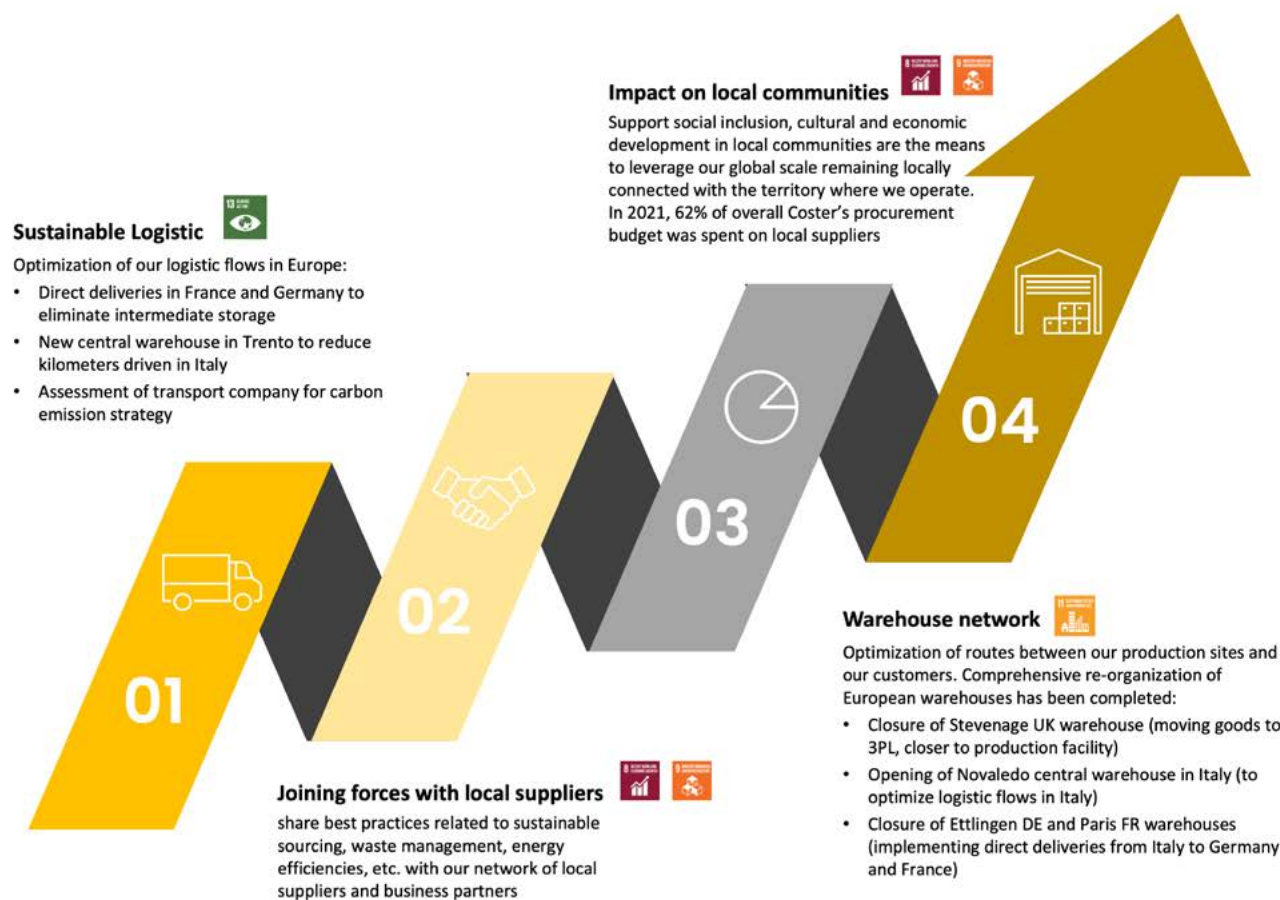 Sustainable Logistic
13
Optimization of our logistic flows in Europe:
• Direct deliveries in France and Germany to
eliminate intermediate storage
• New central warehouse in Trento to reduce
kilometers driven in Italy
• Assessment of transport company for carbon
emission strategy
01
02
Joining forces with local suppliers
8
9
share best practices related to sustainable
sourcing, waste management, energy
efficiencies, etc. with our network of local
suppliers and business partners
Impact on local communities
8
9
Support social inclusion, cultural and economic
development in local communities are the means
to leverage our global scale remaining locally
connected with the territory where we operate.
In 2021, 62% of overall Coster’s procurement
budget was spent on local suppliers
03
04
Warehouse network
11
Optimization of routes between our production sites and
our customers. Comprehensive re-organization of
European warehouses has been completed:
• Closure of Stevenage UK warehouse (moving goods to
3PL, closer to production facility)
• Opening of Novaledo central warehouse in Italy (to
optimize logistic flows in Italy)
• Closure of Ettlingen DE and Paris FR warehouses
(implementing direct deliveries from Italy to Germany
and France)